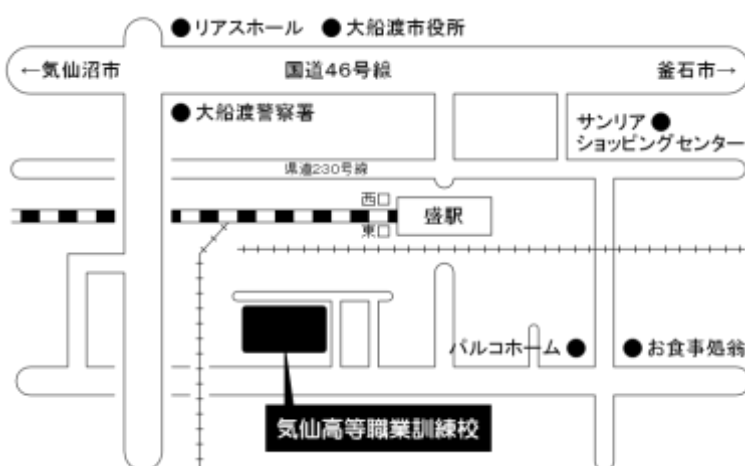 ●リアスホール ●大船渡市役所
←気仙沼市 国道46号線 釜石市→
●大船渡警察署
サンリア●
ショッピングセンター
県道230号線
西口
盛駅
東口
パルコホーム● ●お食事処翁
気仙高等職業訓練校